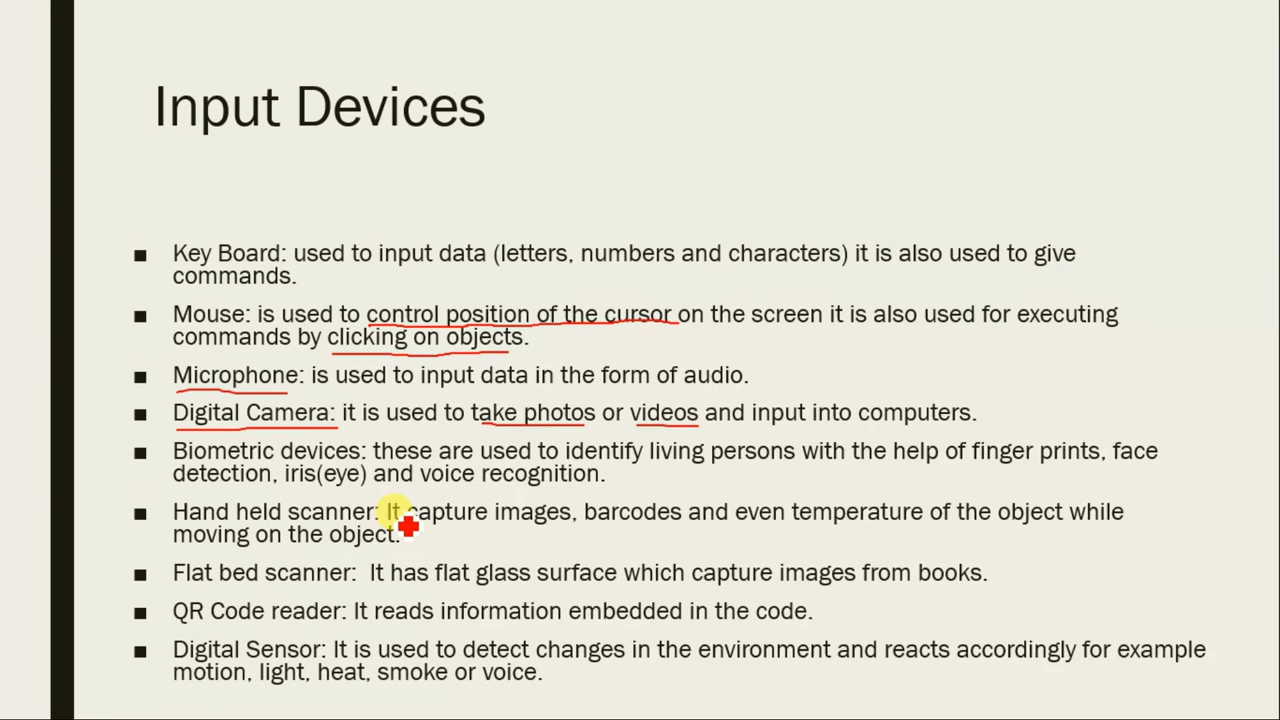 Input Devices
Key Board: used to input data (letters, numbers and characters) it is also used to give
commands.
Mouse: is used to control position of the cursor on the screen it is also used for executing
commands by clicking on objects.
Microphone: is used to input data in the form of audio.
Digital Camera: it is used to take photos or videos and input into computers.
Biometric devices: these are used to identify living persons with the help of finger prints, face
detection, iris(eye) and voice recognition.
Hand held scanner: It capture images, barcodes and even temperature of the object while
moving on the object.
Flat bed scanner:  It has flat glass surface which capture images from books.
QR Code reader: It reads information embedded in the code.
Digital Sensor: It is used to detect changes in the environment and reacts accordingly for example
motion, light, heat, smoke or voice.